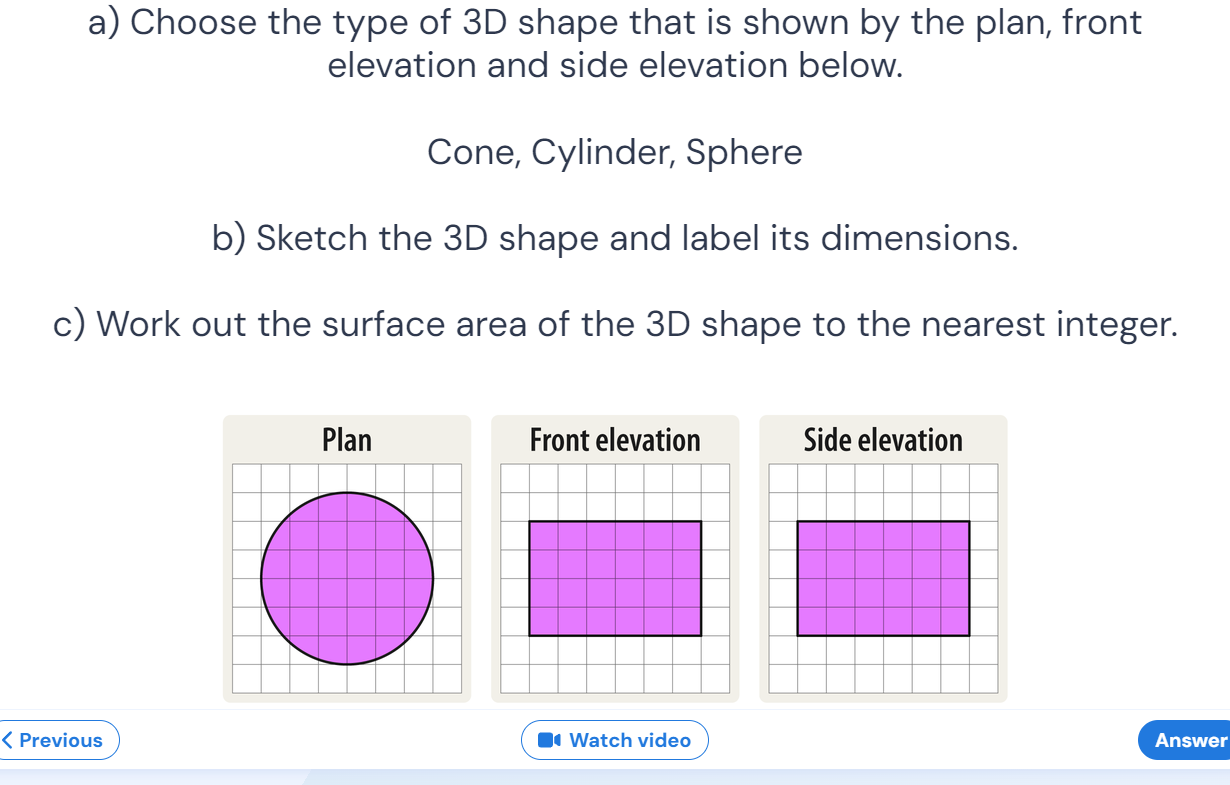 a) Choose the type of 3D shape that is shown by the plan, front
elevation and side elevation below.
Cone, Cylinder, Sphere
b) Sketch the 3D shape and label its dimensions.
c) Work out the surface area of the 3D shape to the nearest integer.
Plan
Front elevation
Side elevation
Previous
Watch video
Answer